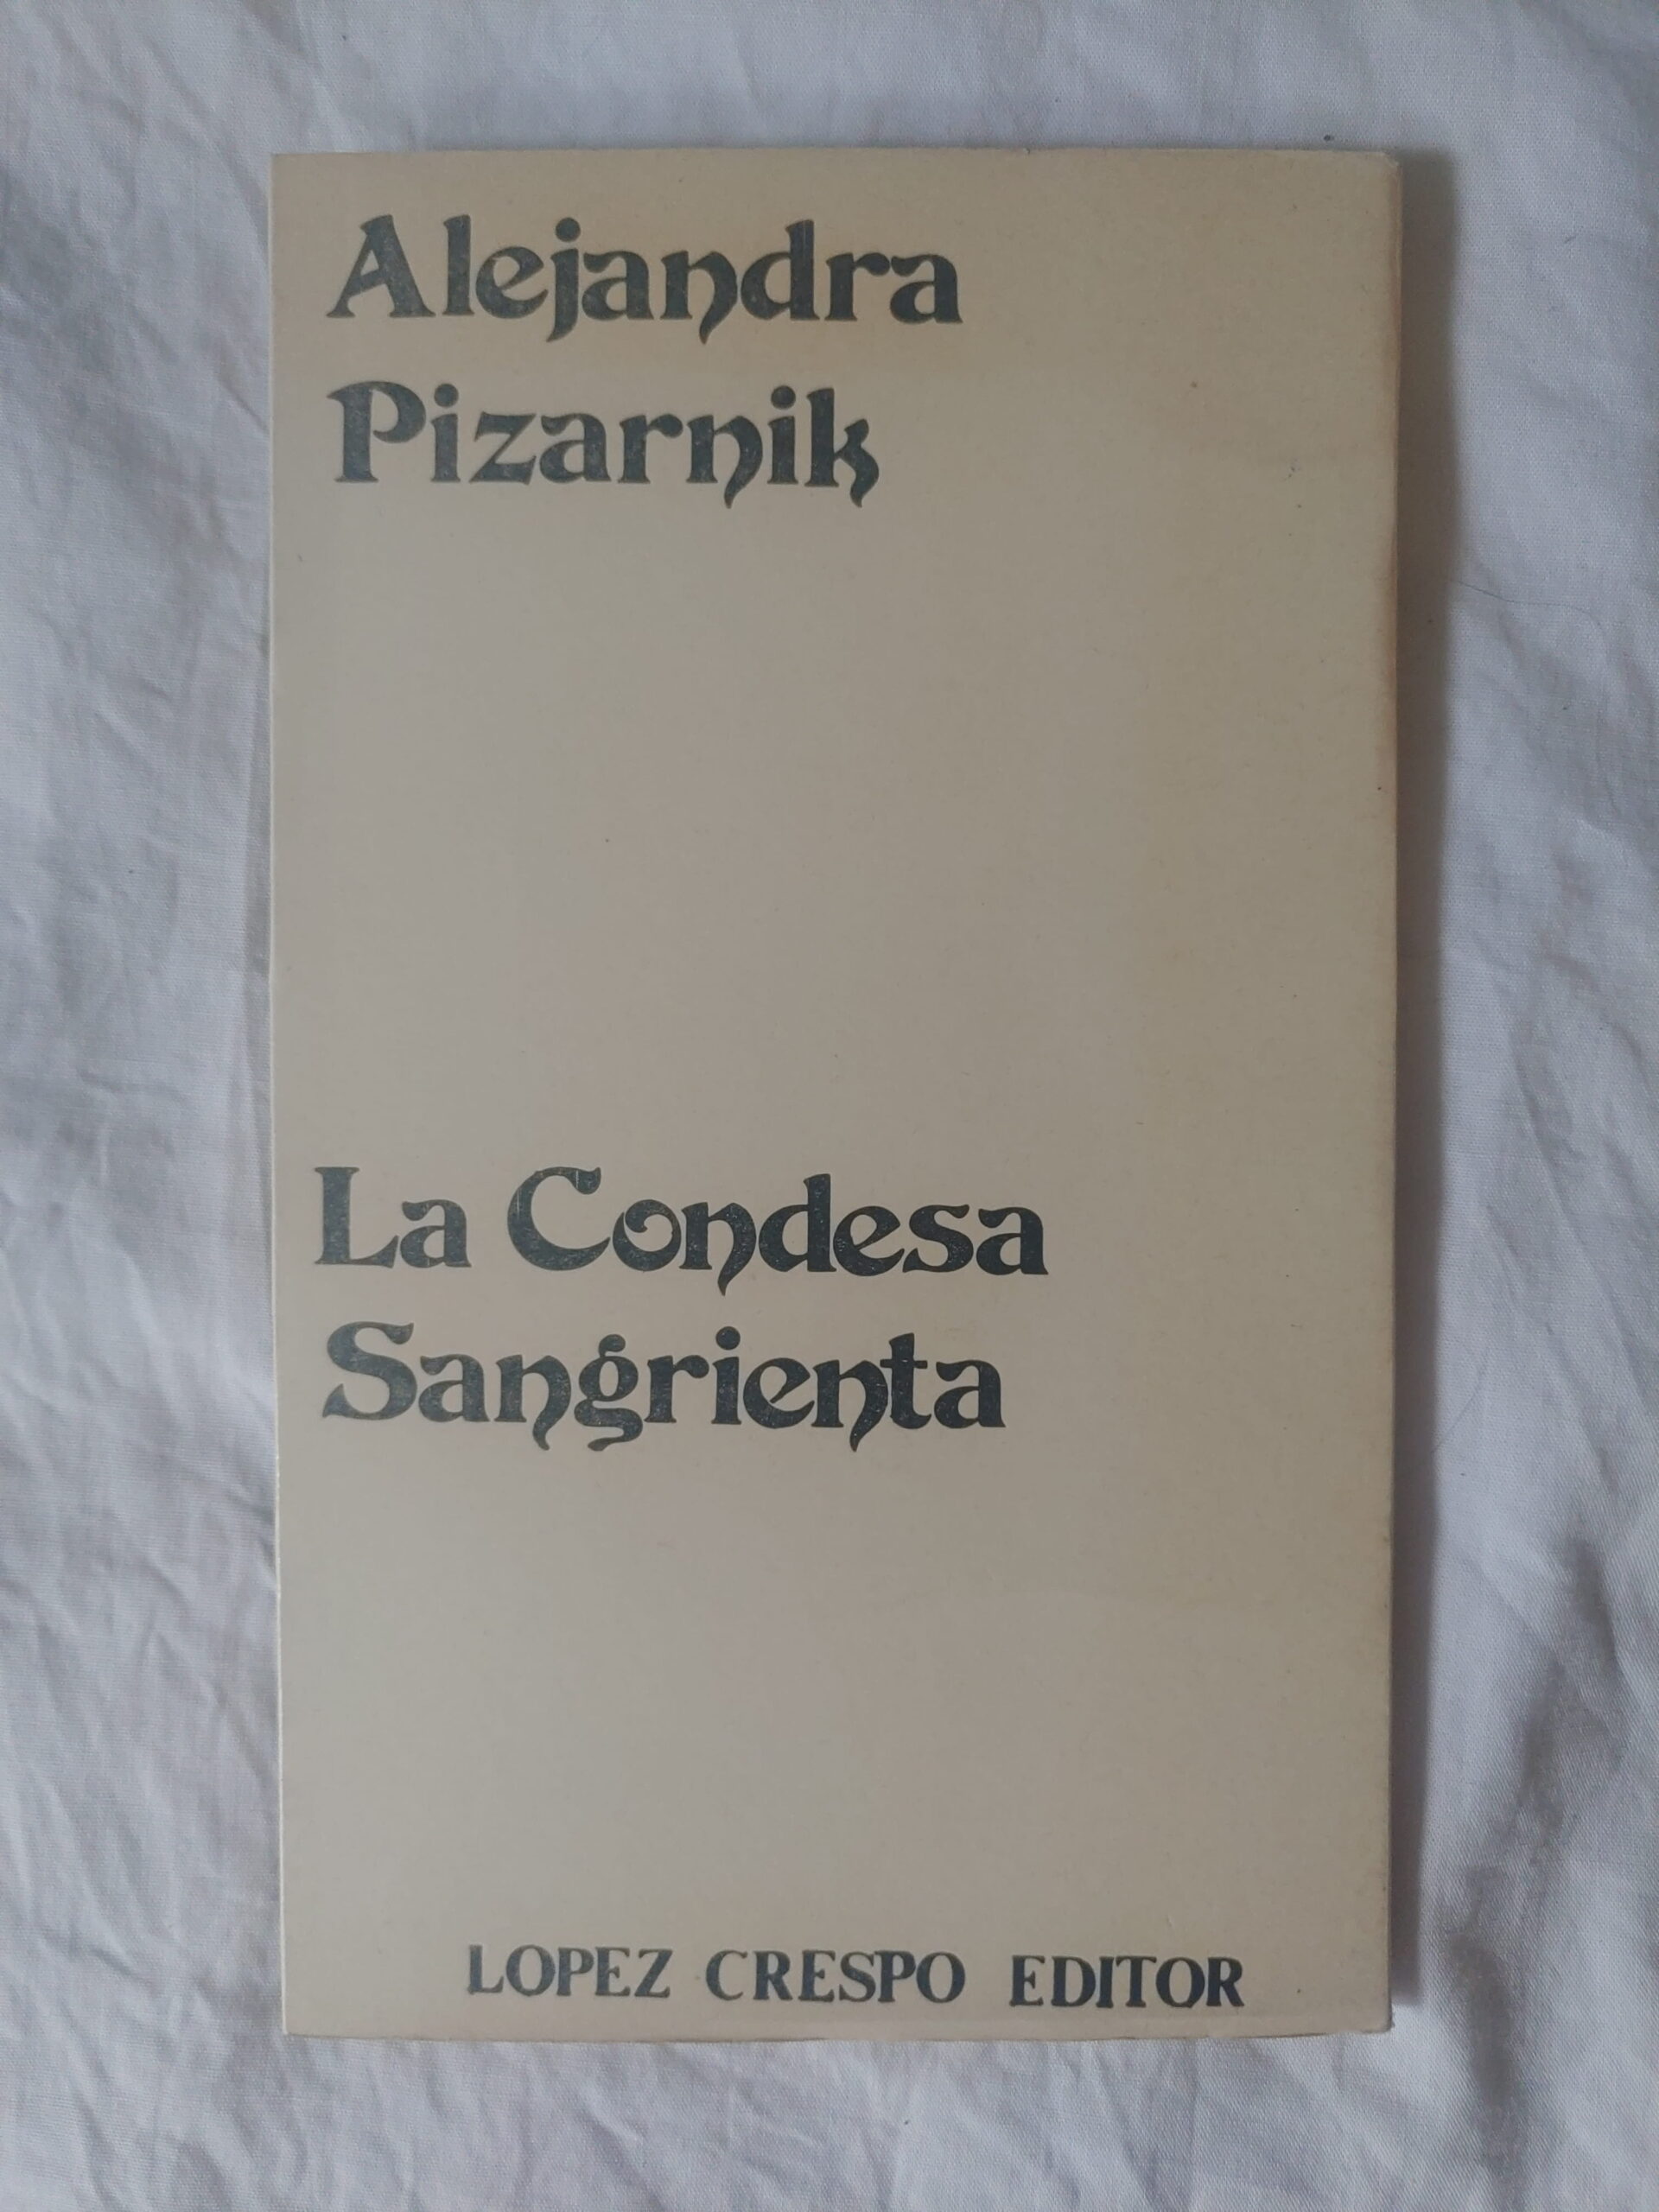 Alejandra
Pizarnik
La Condesa
Sangrienta
LOPEZ CRESPO EDITOR